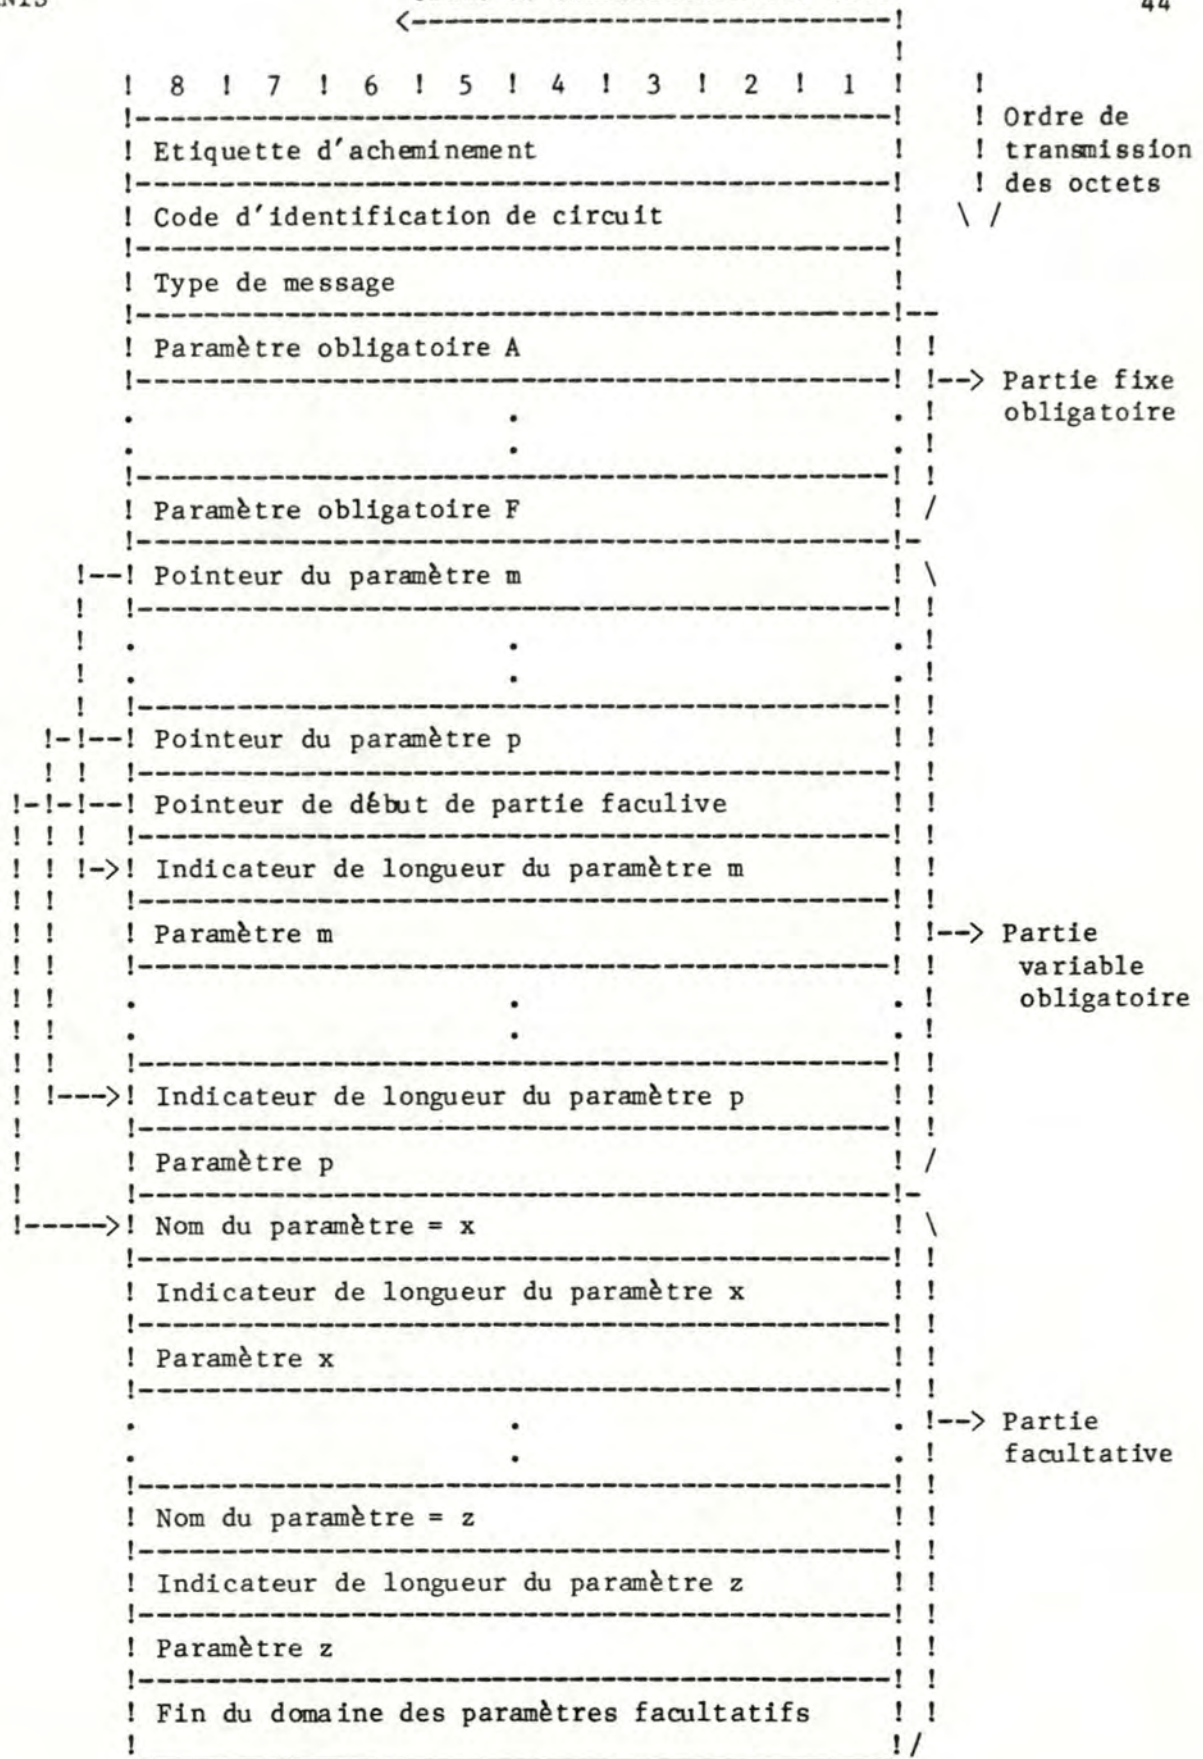 44
! 8 ! 7 ! 6 ! 5 ! 4 ! 3 ! 2 ! 1 ! !
! Ordre de
! Etiquette d'acheminement ! ! transmission
! des octets
! Code d'identification de circuit ! \ /
! Type de message !
! Paramètre obligatoire A ! !
!--> Partie fixe
obligatoire
! Paramètre obligatoire F ! /
!--! Pointeur du paramètre m ! \
!-!--! Pointeur du paramètre p ! !
!-!-!--! Pointeur de début de partie faculive ! !
! ! !->! Indicateur de longueur du paramètre m ! !
! ! ! Paramètre m ! !--> Partie
variable
obligatoire
! !--->! Indicateur de longueur du paramètre p ! !
! ! Paramètre p ! /
!----->! Nom du paramètre = x ! \
! Indicateur de longueur du paramètre x ! !
! Paramètre x ! !
!--> Partie
facultative
! Nom du paramètre = z ! !
! Indicateur de longueur du paramètre z ! !
! Paramètre z ! !
! Fin du domaine des paramètres facultatifs ! !